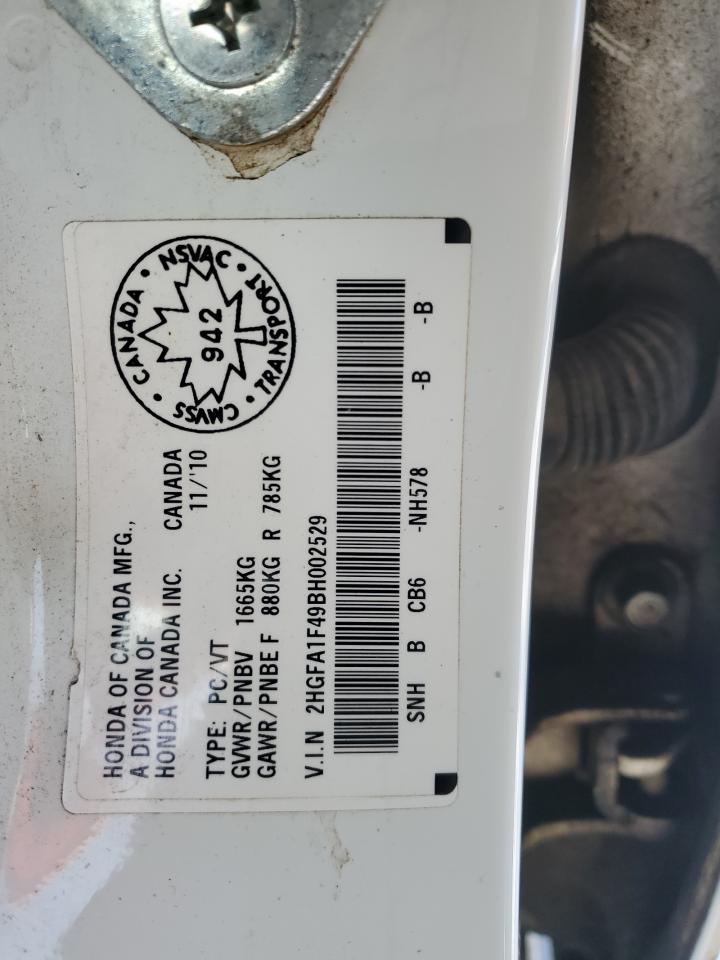 HONDA OF CANADA MFG.,
A DIVISION OF
HONDA CANADA INC. CANADA
11/'10
TYPE: PC/VT
GVWR/PNBV 1665KG
GAWR/PNBE F 880KG R 785KG
V.I.N 2HGFA1F49BH002529
SNH B CB6 -NH578 -B -B
CANADA • NSVAC • TRANSPORT • CMVSS •
942